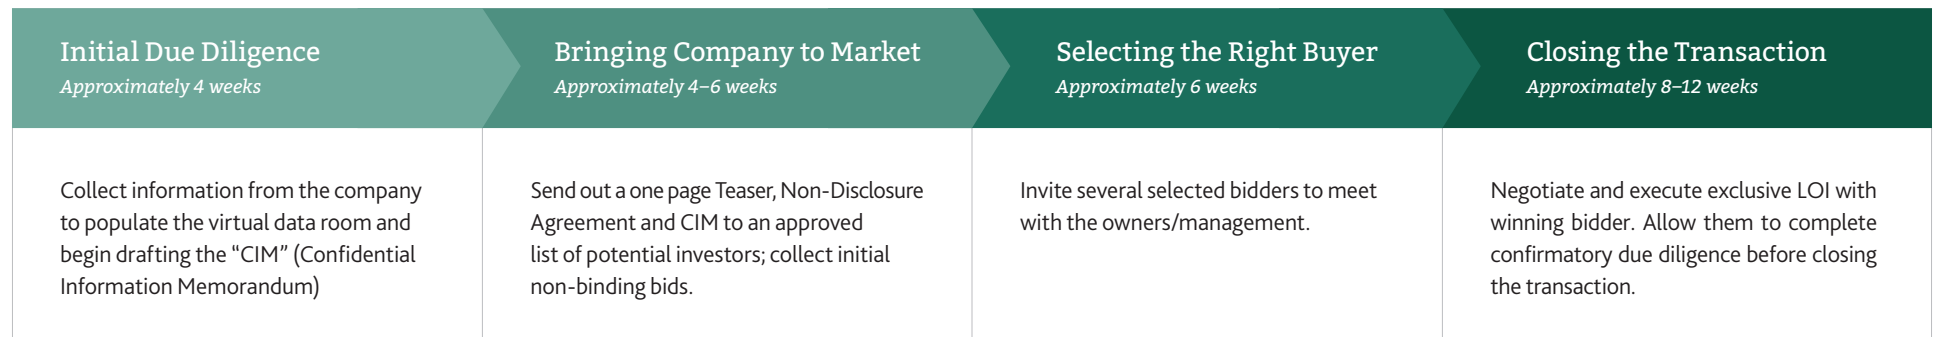 Initial Due Diligence
Approximately 4 weeks
Collect information from the company
to populate the virtual data room and
begin drafting the “CIM” (Confidential
Information Memorandum)
Bringing Company to Market
Approximately 4–6 weeks
Send out a one page Teaser, Non-Disclosure
Agreement and CIM to an approved
list of potential investors; collect initial
non-binding bids.
Selecting the Right Buyer
Approximately 6 weeks
Invite several selected bidders to meet
with the owners/management.
Closing the Transaction
Approximately 8–12 weeks
Negotiate and execute exclusive LOI with
winning bidder. Allow them to complete
confirmatory due diligence before closing
the transaction.